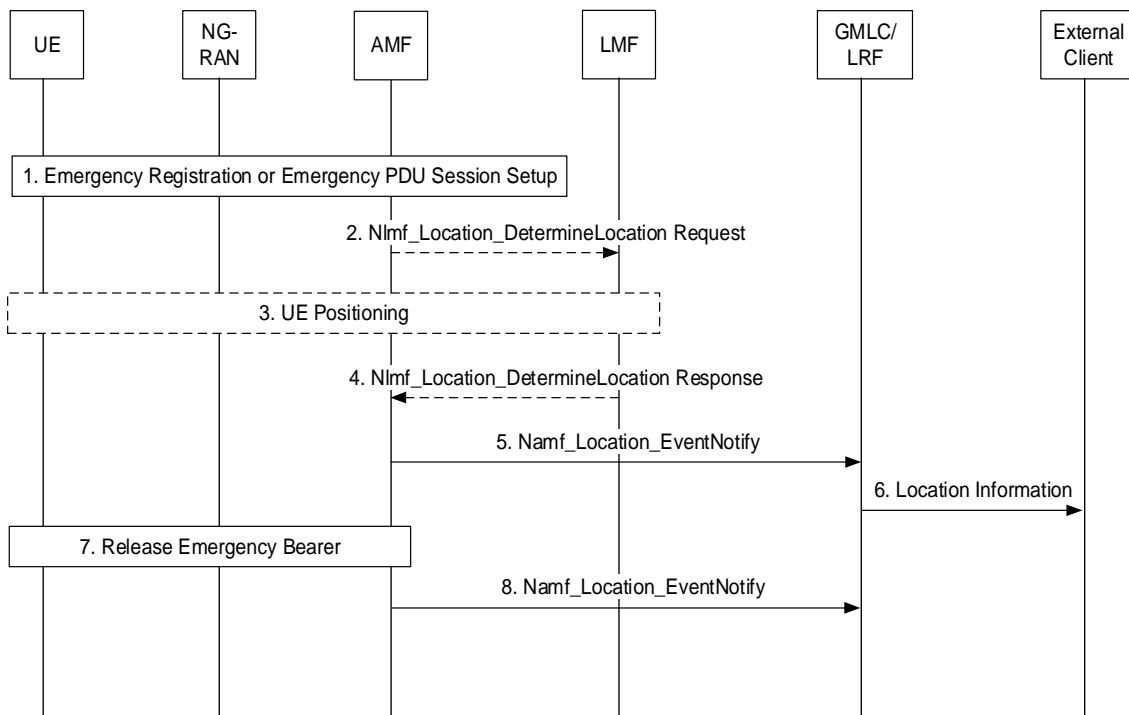 UE
NG-
RAN
AMF
LMF
GMLC/
LRF
External
Client
1. Emergency Registration or Emergency PDU Session Setup
2. Nlmf_Location_DetermineLocation Request
3. UE Positioning
4. Nlmf_Location_DetermineLocation Response
5. Namf_Location_EventNotify
6. Location Information
7. Release Emergency Bearer
8. Namf_Location_EventNotify